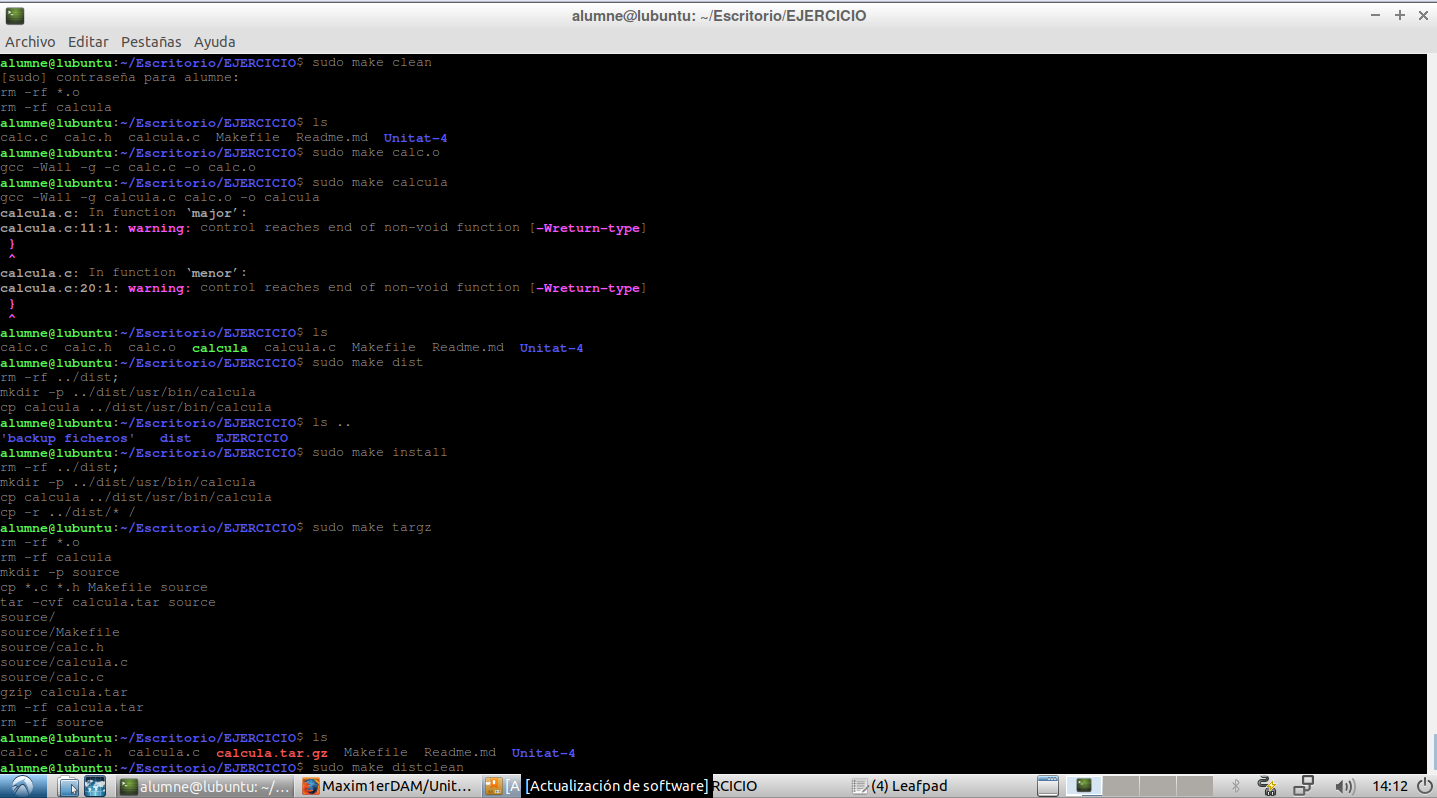 alumne@lubuntu: ~/Escritorio/EJERCICIO
Archivo Editar Pestañas Ayuda
alumne@lubuntu:~/Escritorio/EJERCICIO$ sudo make clean
[sudo] contraseña para alumne:
rm -rf *.o
rm -rf calcula
alumne@lubuntu:~/Escritorio/EJERCICIO$ ls
calc.c calc.h calcula.c Makefile Readme.md Unitat-4
alumne@lubuntu:~/Escritorio/EJERCICIO$ sudo make calc.o
gcc -Wall -g -c calc.c -o calc.o
alumne@lubuntu:~/Escritorio/EJERCICIO$ sudo make calcula
gcc -Wall -g calcula.c calc.o -o calcula
calcula.c: In function ‘major’:
calcula.c:11:1: warning: control reaches end of non-void function [-Wreturn-type]
}
^
calcula.c: In function ‘menor’:
calcula.c:20:1: warning: control reaches end of non-void function [-Wreturn-type]
}
^
alumne@lubuntu:~/Escritorio/EJERCICIO$ ls
calc.c calc.h calc.o calcula calcula.c Makefile Readme.md Unitat-4
alumne@lubuntu:~/Escritorio/EJERCICIO$ sudo make dist
rm -rf ../dist;
mkdir -p ../dist/usr/bin/calcula
cp calcula ../dist/usr/bin/calcula
alumne@lubuntu:~/Escritorio/EJERCICIO$ ls ..
'backup ficheros' dist EJERCICIO
alumne@lubuntu:~/Escritorio/EJERCICIO$ sudo make install
rm -rf ../dist;
mkdir -p ../dist/usr/bin/calcula
cp calcula ../dist/usr/bin/calcula
cp -r ../dist/* /
alumne@lubuntu:~/Escritorio/EJERCICIO$ sudo make targz
rm -rf *.o
rm -rf calcula
mkdir -p source
cp *.c *.h Makefile source
tar -cvf calcula.tar source
source/
source/Makefile
source/calc.h
source/calcula.c
source/calc.c
gzip calcula.tar
rm -rf calcula.tar
rm -rf source
alumne@lubuntu:~/Escritorio/EJERCICIO$ ls
calc.c calc.h calcula.c calcula.tar.gz Makefile Readme.md Unitat-4
alumne@lubuntu:~/Escritorio/EJERCICIO$ sudo make distclean
alumne@lubuntu: ~/... Maxim1erDAM/Unit... [A [Actualización de software] RCICIO (4) Leafpad 14:12